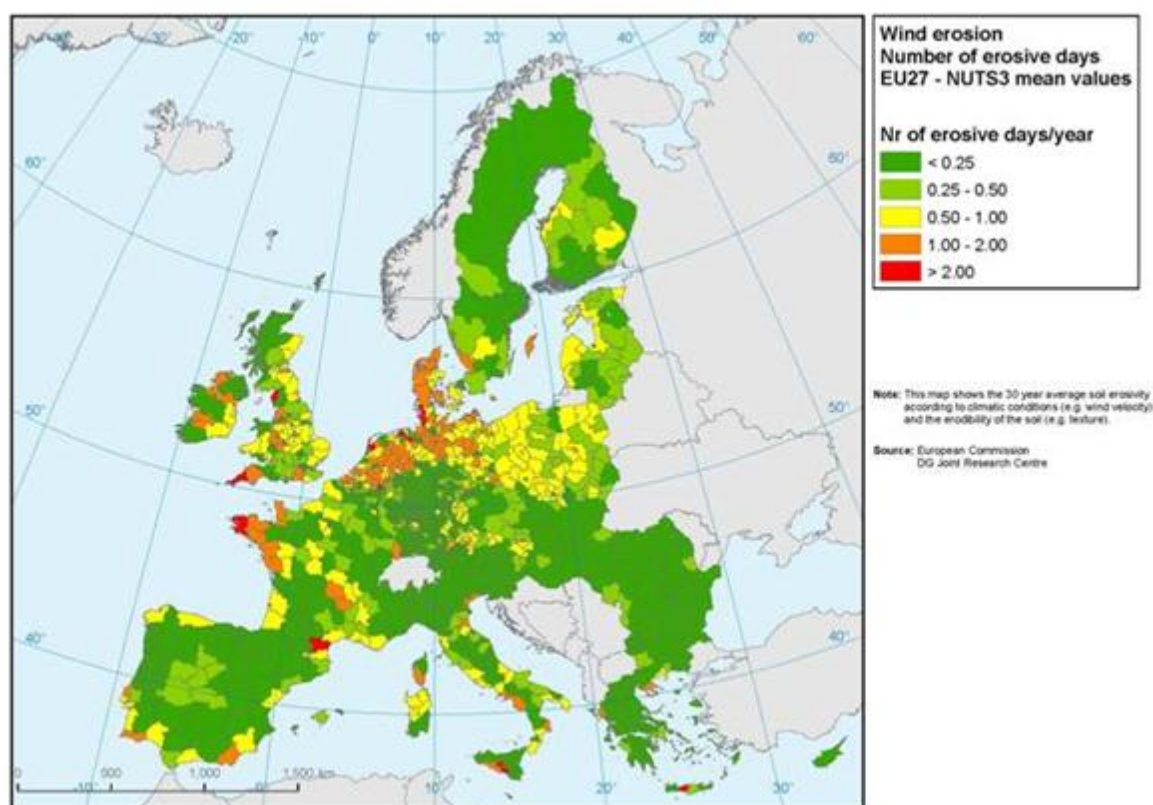 -30° -20° -10° 0° 10° 20° 30° 40° 50° 60°
60°
60°
50°
50°
40°
40°
0 500 1,000 1,500 km
-10° 0° 10° 20° 30°
Wind erosion
Number of erosive days
EU27 - NUTS3 mean values
Nr of erosive days/year
< 0.25
0.25 - 0.50
0.50 - 1.00
1.00 - 2.00
> 2.00
Note: This map shows the 30 year average soil erosivity
according to climatic conditions (e.g. wind velocity)
and the erodibility of the soil (e.g. texture).
Source: European Commission
DG Joint Research Centre